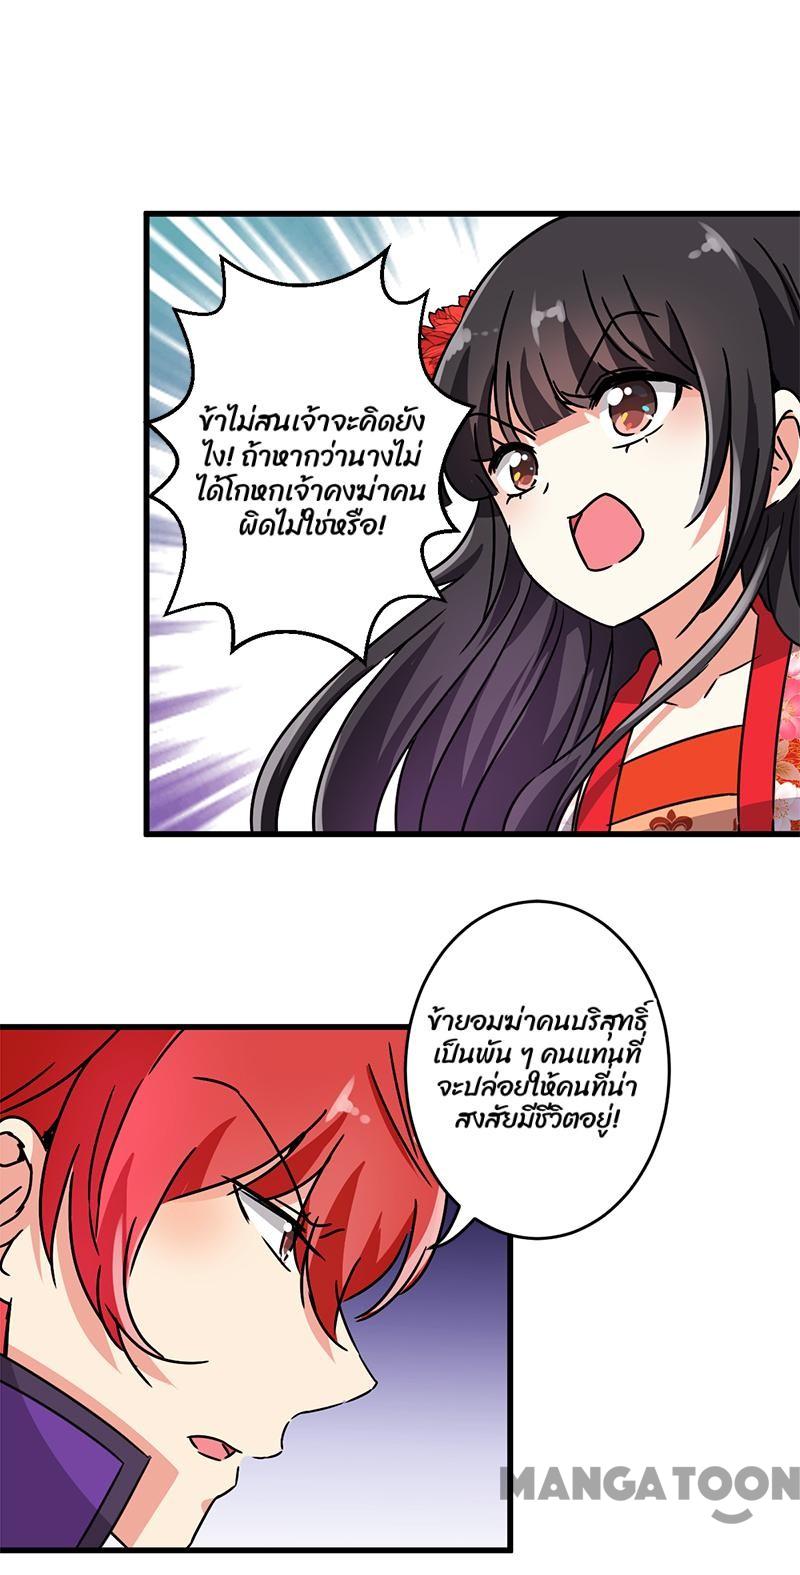 ข้าไม่สนเจ้าจะคิดยัง
ไง! ถ้าหากว่านางไม่
ได้โกหกเจ้าคงฆ่าคน
ผิดไม่ใช่หรือ!
ข้ายอมฆ่าคนบริสุทธิ์
เป็นพัน ๆ คนแทนที่
จะปล่อยให้คนที่น่า
สงสัยมีชีวิตอยู่!
MANGATOON